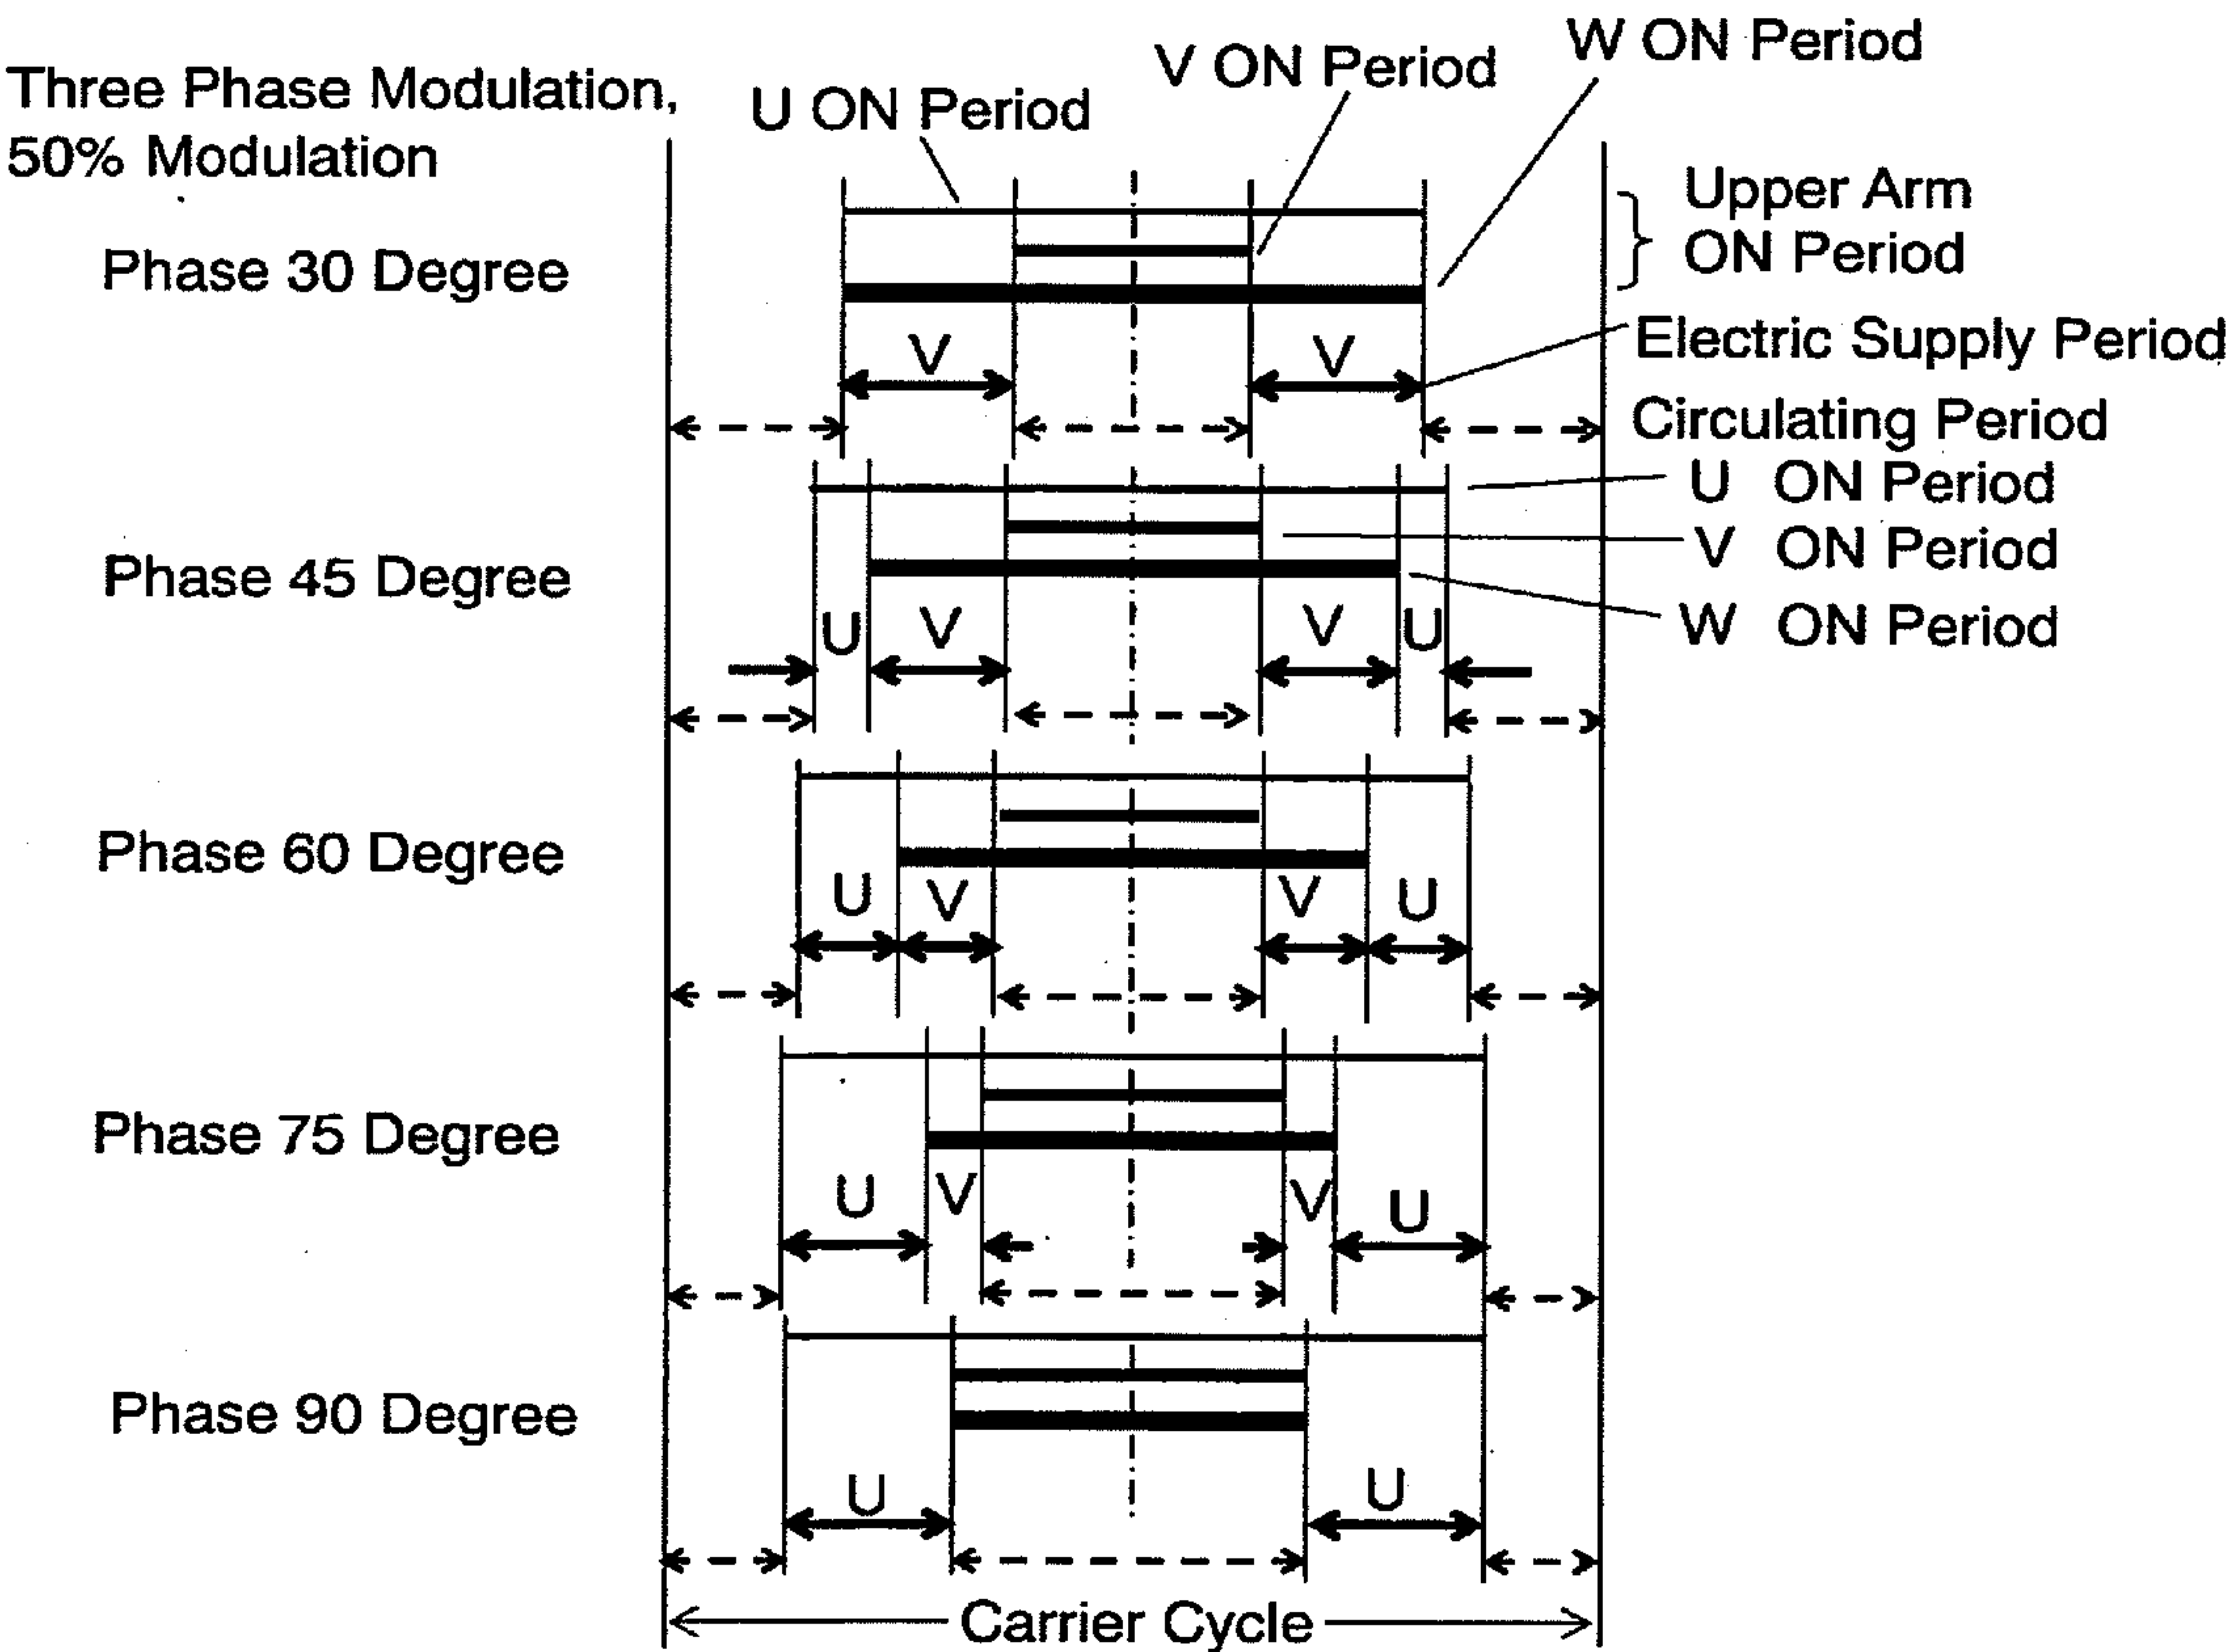 Three Phase Modulation,
50% Modulation
U ON Period
V ON Period
W ON Period
Upper Arm
ON Period
Phase 30 Degree
V
V
Electric Supply Period
Circulating Period
U ON Period
V ON Period
W ON Period
Phase 45 Degree
U
V
V
U
Phase 60 Degree
U
V
V
U
Phase 75 Degree
U
V
V
U
Phase 90 Degree
U
U
Carrier Cycle